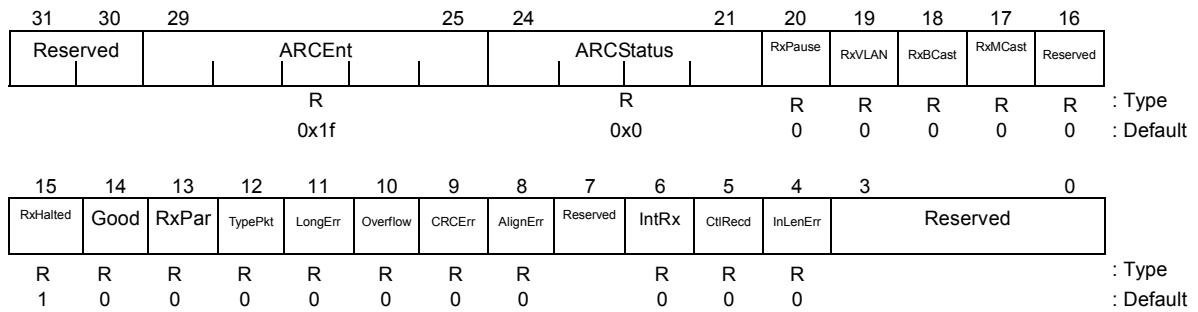 31 30 29 25 24 21 20 19 18 17 16
Reserved ARCEnt ARCStatus RxPause RxVLAN RxBCast RxMCast Reserved
R R R R R R R : Type
0x1f 0x0 0 0 0 0 0 : Default
15 14 13 12 11 10 9 8 7 6 5 4 3 0
RxHalted Good RxPar TypePkt LongErr Overflow CRCErr AlignErr Reserved IntRx CtlRecd InLenErr Reserved
R R R R R R R R R R R : Type
1 0 0 0 0 0 0 0 0 0 0 : Default